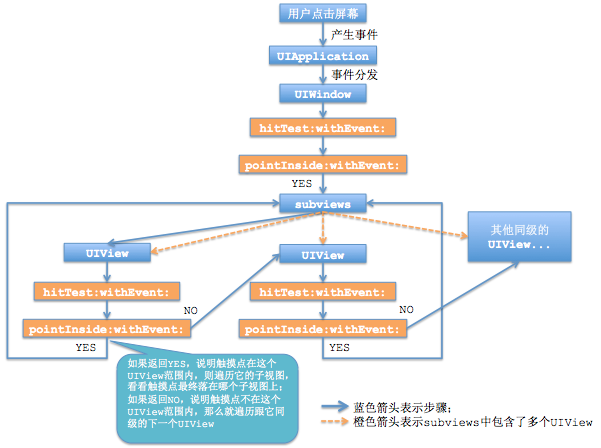 用户点击屏幕
产生事件
UIApplication
事件分发
UIWindow
hitTest:withEvent:
pointInside:withEvent:
YES
subviews
UIView
UIView
其他同级的
UIView...
hitTest:withEvent:
hitTest:withEvent:
NO
NO
pointInside:withEvent:
pointInside:withEvent:
YES
YES
如果返回YES，说明触摸点在这个
UIView范围内，则遍历它的子视图，
看看触摸点最终落在哪个子视图上；
如果返回NO，说明触摸点不在这个
UIView范围内，那么就遍历跟它同
级的下一个UIView
蓝色箭头表示步骤；
橙色箭头表示subviews中包含了多个UIView